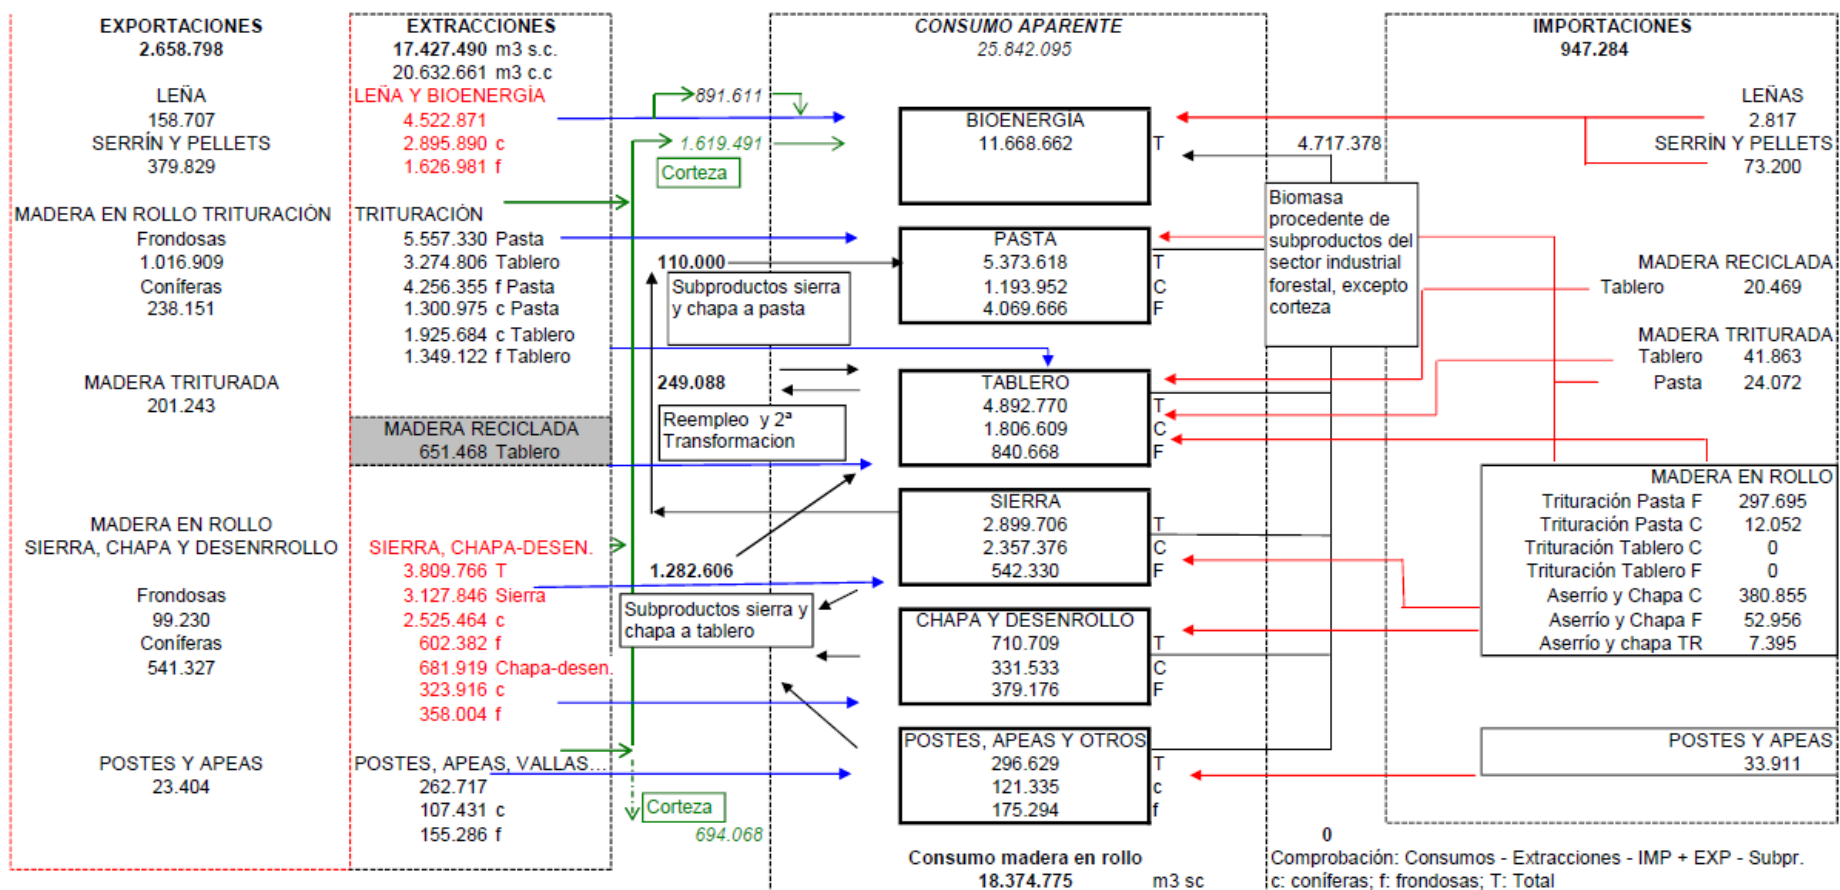 EXPORTACIONES
2.658.798
LEÑA
158.707
SERRÍN Y PELLETS
379.829
MADERA EN ROLLO TRITURACIÓN
Frondosas
1.016.909
Coníferas
238.151
MADERA TRITURADA
201.243
MADERA EN ROLLO
SIERRA, CHAPA Y DESENRROLLO
Frondosas
99.230
Coníferas
541.327
POSTES Y APEAS
23.404
EXTRACCIONES
17.427.490 m3 s.c.
20.632.661 m3 c.c
LEÑA Y BIOENERGÍA
4.522.871
2.895.890 c
1.626.981 f
TRITURACIÓN
5.557.330 Pasta
3.274.806 Tablero
4.256.355 f Pasta
1.300.975 c Pasta
1.925.684 c Tablero
1.349.122 f Tablero
MADERA RECICLADA
651.468 Tablero
SIERRA, CHAPA-DESEN.
3.809.766 T
3.127.846 Sierra
2.525.464 c
602.382 f
681.919 Chapa-desen.
323.916 c
358.004 f
POSTES, APEAS, VALLAS...
262.717
107.431 c
155.286 f
891.611
1.619.491
Corteza
110.000
Subproductos sierra
y chapa a pasta
249.088
Reempleo y 2ª
Transformacion
1.282.606
Subproductos sierra y
chapa a tablero
Corteza
694.068
CONSUMO APARENTE
25.842.095
BIOENERGÍA
11.668.662 T
PASTA
5.373.618 T
1.193.952 C
4.069.666 F
TABLERO
4.892.770 T
1.806.609 C
840.668 F
SIERRA
2.899.706 T
2.357.376 C
542.330 F
CHAPA Y DESENROLLO
710.709 T
331.533 C
379.176 F
POSTES, APEAS Y OTROS
296.629 T
121.335 c
175.294 f
Consumo madera en rollo
18.374.775 m3 sc
4.717.378
Biomasa
procedente de
subproductos del
sector industrial
forestal, excepto
corteza
IMPORTACIONES
947.284
LEÑAS
2.817
SERRÍN Y PELLETS
73.200
MADERA RECICLADA
Tablero 20.469
MADERA TRITURADA
Tablero 41.863
Pasta 24.072
MADERA EN ROLLO
Trituración Pasta F 297.695
Trituración Pasta C 12.052
Trituración Tablero C 0
Trituración Tablero F 0
Aserrío y Chapa C 380.855
Aserrío y Chapa F 52.956
Aserrío y chapa TR 7.395
POSTES Y APEAS
33.911
0
Comprobación: Consumos - Extracciones - IMP + EXP - Subpr.
c: coníferas; f: frondosas; T: Total